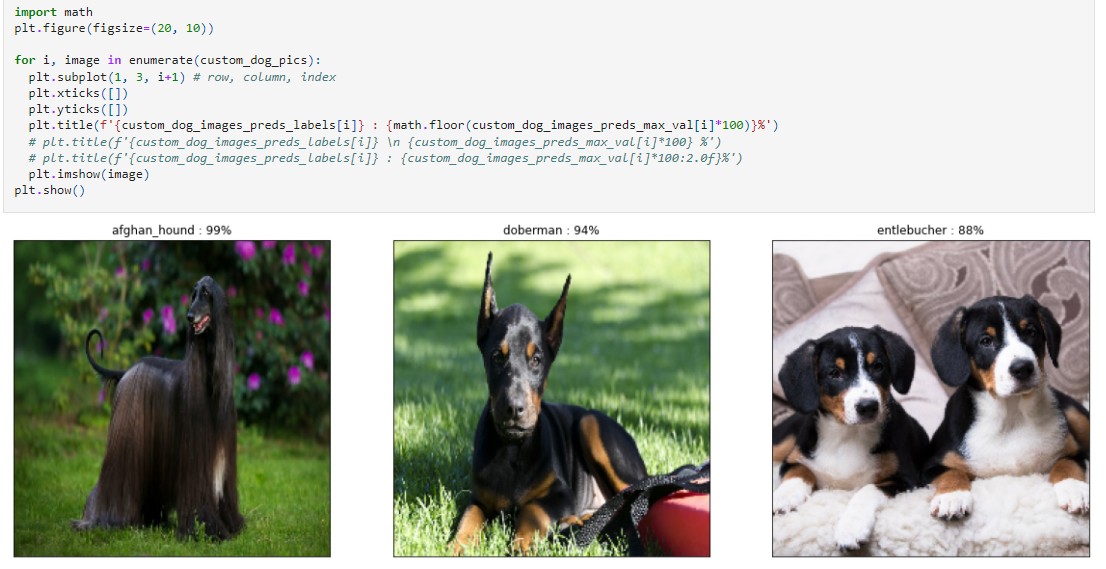 import math
plt.figure(figsize=(20, 10))

for i, image in enumerate(custom_dog_pics):
  plt.subplot(1, 3, i+1) # row, column, index
  plt.xticks([])
  plt.yticks([])
  plt.title(f'{custom_dog_images_preds_labels[i]} : {math.floor(custom_dog_images_preds_max_val[i]*100)}%')
  # plt.title(f'{custom_dog_images_preds_labels[i]} \n {custom_dog_images_preds_max_val[i]*100} %')
  # plt.title(f'{custom_dog_images_preds_labels[i]} : {custom_dog_images_preds_max_val[i]*100:2.0f}%')
  plt.imshow(image)
plt.show()
afghan_hound : 99%
doberman : 94%
entlebucher : 88%